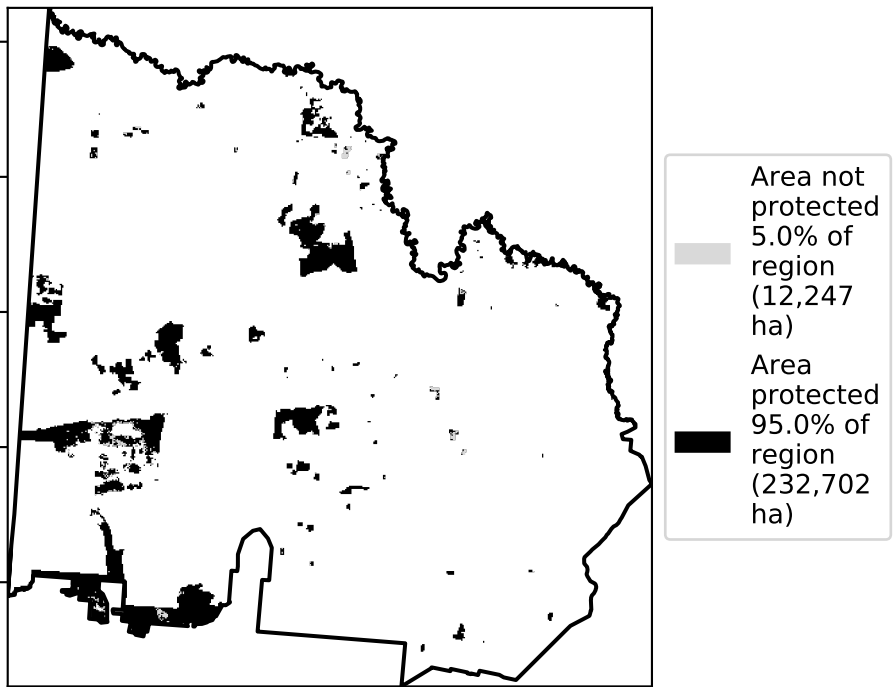 Area not
protected
5.0% of
region
(12,247
ha)
Area
protected
95.0% of
region
(232,702
ha)